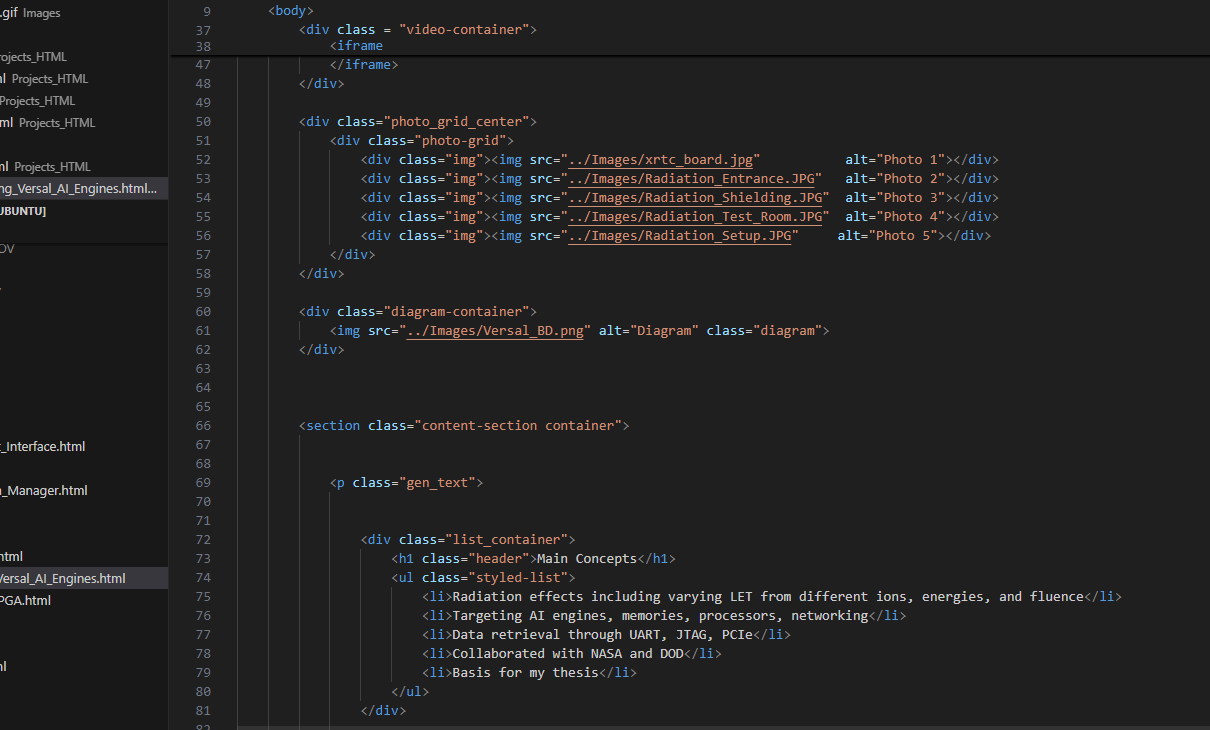 .gif Images
rojects_HTML
nl Projects_HTML
Projects_HTML
ml Projects_HTML
ml Projects_HTML
ng_Versal_AI_Engines.html...
UBUNTU]
OV
t_Interface.html
n_Manager.html
html
Versal_AI_Engines.html
PGA.html
ml
9 <body>
37 <div class = "video-container">
38 <iframe
47 </iframe>
48 </div>
49
50 <div class="photo_grid_center">
51 <div class="photo-grid">
52 <div class="img"><img src="../Images/xrtc_board.jpg" alt="Photo 1"></div>
53 <div class="img"><img src="../Images/Radiation_Entrance.JPG" alt="Photo 2"></div>
54 <div class="img"><img src="../Images/Radiation_Shielding.JPG" alt="Photo 3"></div>
55 <div class="img"><img src="../Images/Radiation_Test_Room.JPG" alt="Photo 4"></div>
56 <div class="img"><img src="../Images/Radiation_Setup.JPG" alt="Photo 5"></div>
57 </div>
58 </div>
59
60 <div class="diagram-container">
61 <img src="../Images/Versal_BD.png" alt="Diagram" class="diagram">
62 </div>
63
64
65
66 <section class="content-section container">
67
68
69 <p class="gen_text">
70
71
72 <div class="list_container">
73 <h1 class="header">Main Concepts</h1>
74 <ul class="styled-list">
75 <li>Radiation effects including varying LET from different ions, energies, and fluence</li>
76 <li>Targeting AI engines, memories, processors, networking</li>
77 <li>Data retrieval through UART, JTAG, PCIe</li>
78 <li>Collaborated with NASA and DOD</li>
79 <li>Basis for my thesis</li>
80 </ul>
81 </div>
82